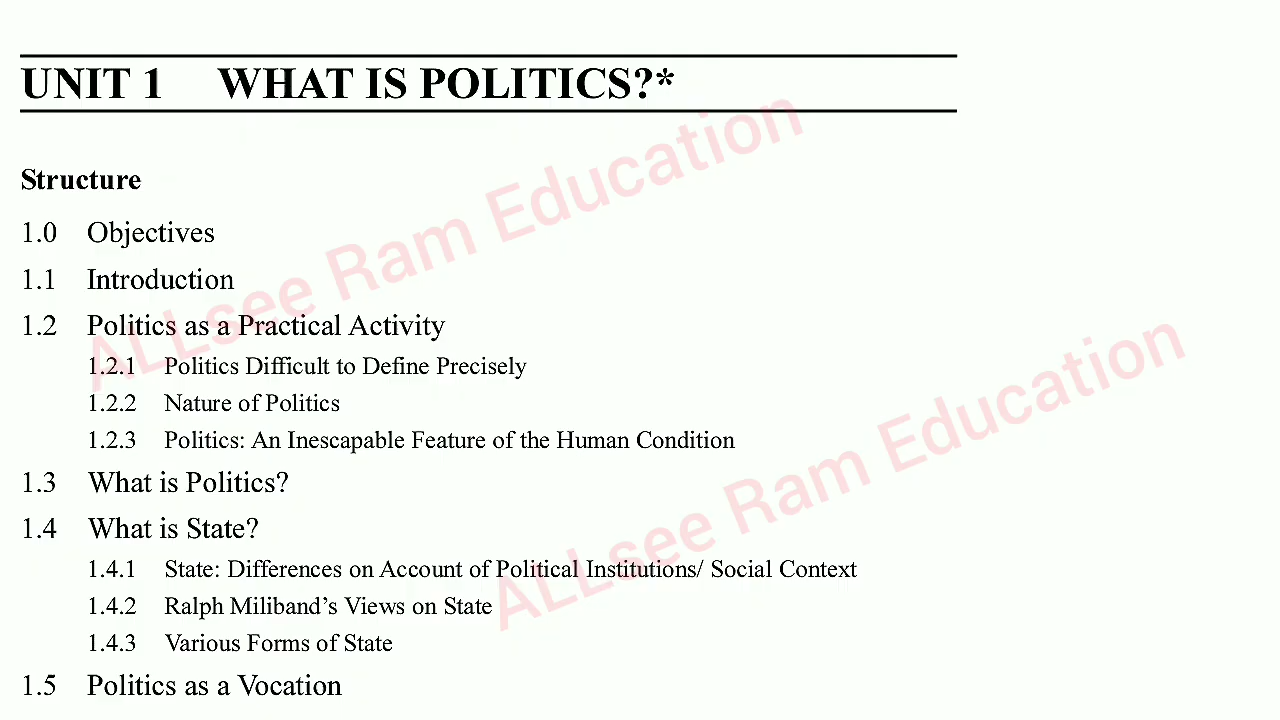 UNIT 1 WHAT IS POLITICS?*
Structure
1.0 Objectives
1.1 Introduction
1.2 Politics as a Practical Activity
1.2.1 Politics Difficult to Define Precisely
1.2.2 Nature of Politics
1.2.3 Politics: An Inescapable Feature of the Human Condition
1.3 What is Politics?
1.4 What is State?
1.4.1 State: Differences on Account of Political Institutions/ Social Context
1.4.2 Ralph Miliband’s Views on State
1.4.3 Various Forms of State
1.5 Politics as a Vocation
ALLsee Ram Education
ALLsee Ram Education